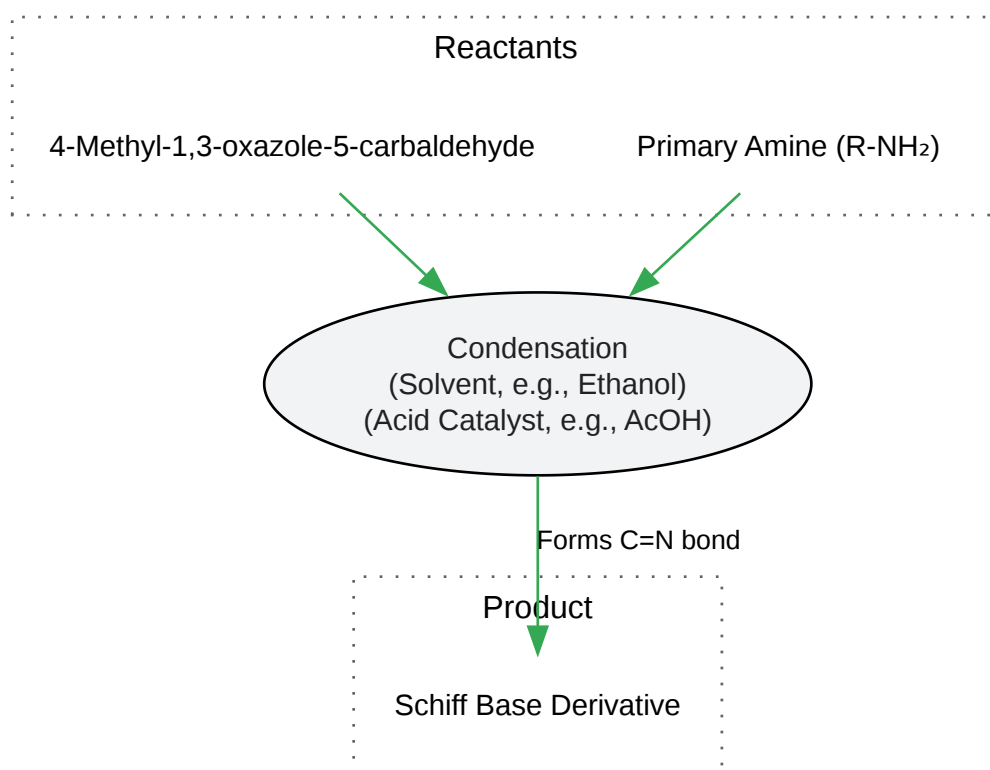 Reactants
4-Methyl-1,3-oxazole-5-carbaldehyde
Primary Amine (R-NH₂)
Condensation
(Solvent, e.g., Ethanol)
(Acid Catalyst, e.g., AcOH)
Forms C=N bond
Product
Schiff Base Derivative